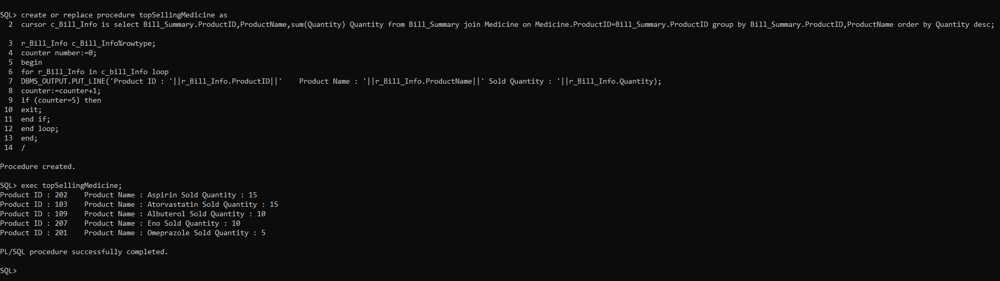 SQL> create or replace procedure topSellingMedicine as
  2  cursor c_Bill_Info is select Bill_Summary.ProductID,ProductName,sum(Quantity) Quantity from Bill_Summary join Medicine on Medicine.ProductID=Bill_Summary.ProductID group by Bill_Summary.ProductID,ProductName order by Quantity desc;
  3  r_Bill_Info c_Bill_Info%rowtype;
  4  counter number:=0;
  5  begin
  6  for r_Bill_Info in c_bill_Info loop
  7  DBMS_OUTPUT.PUT_LINE('Product ID : '||r_Bill_Info.ProductID||'    Product Name : '||r_Bill_Info.ProductName||' Sold Quantity : '||r_Bill_Info.Quantity);
  8  counter:=counter+1;
  9  if (counter=5) then
 10  exit;
 11  end if;
 12  end loop;
 13  end;
 14  /
Procedure created.
SQL> exec topSellingMedicine;
Product ID : 202    Product Name : Aspirin Sold Quantity : 15
Product ID : 103    Product Name : Atorvastatin Sold Quantity : 15
Product ID : 109    Product Name : Albuterol Sold Quantity : 10
Product ID : 207    Product Name : Eno Sold Quantity : 10
Product ID : 201    Product Name : Omeprazole Sold Quantity : 5
PL/SQL procedure successfully completed.
SQL>